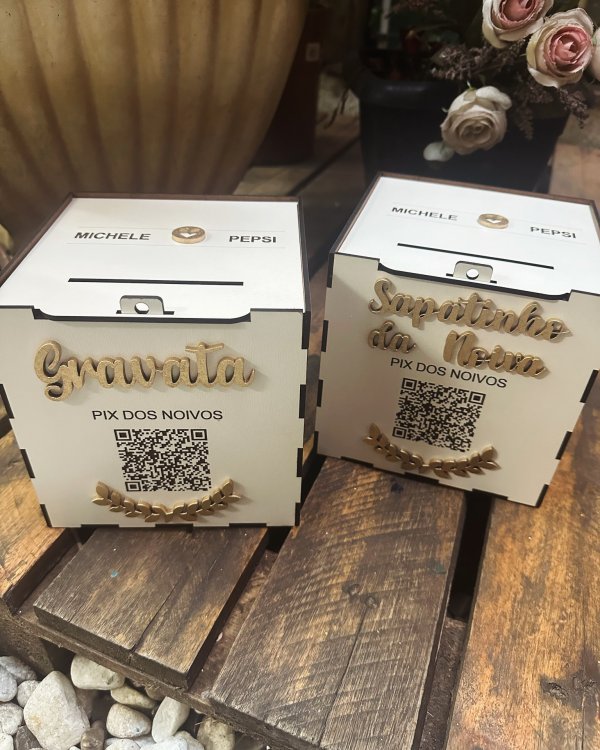 MICHELE PEPSI
Gravata
PIX DOS NOIVOS
MICHELE PEPSI
Sapatinho
da Noiva
PIX DOS NOIVOS